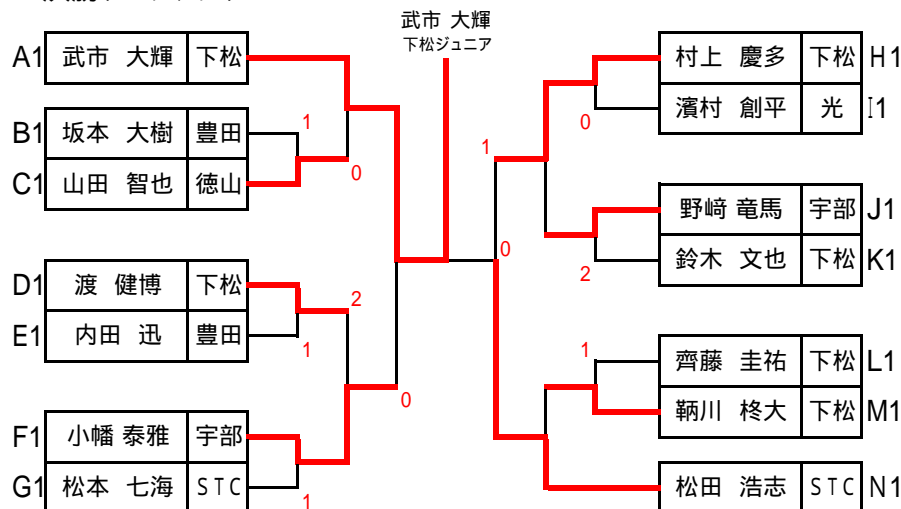 武市 大輝
下松ジュニア
A1 武市 大輝 下松
B1 坂本 大樹 豊田
C1 山田 智也 徳山
1
0
D1 渡 健博 下松
E1 内田 迅 豊田
2
1
0
F1 小幡 泰雅 宇部
G1 松本 七海 STC
1
村上 慶多 下松 H1
濱村 創平 光 I1
0
1
野﨑 竜馬 宇部 J1
鈴木 文也 下松 K1
2
0
齊藤 圭祐 下松 L1
鞆川 柊大 下松 M1
1
松田 浩志 STC N1